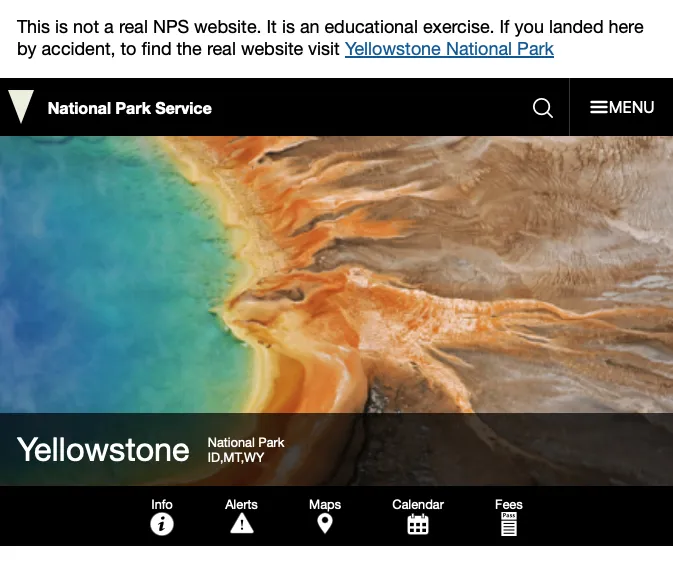 This is not a real NPS website. It is an educational exercise. If you landed here
by accident, to find the real website visit Yellowstone National Park
National Park Service
MENU
Yellowstone
National Park
ID,MT,WY
Info
Alerts
Maps
Calendar
Fees
Pass